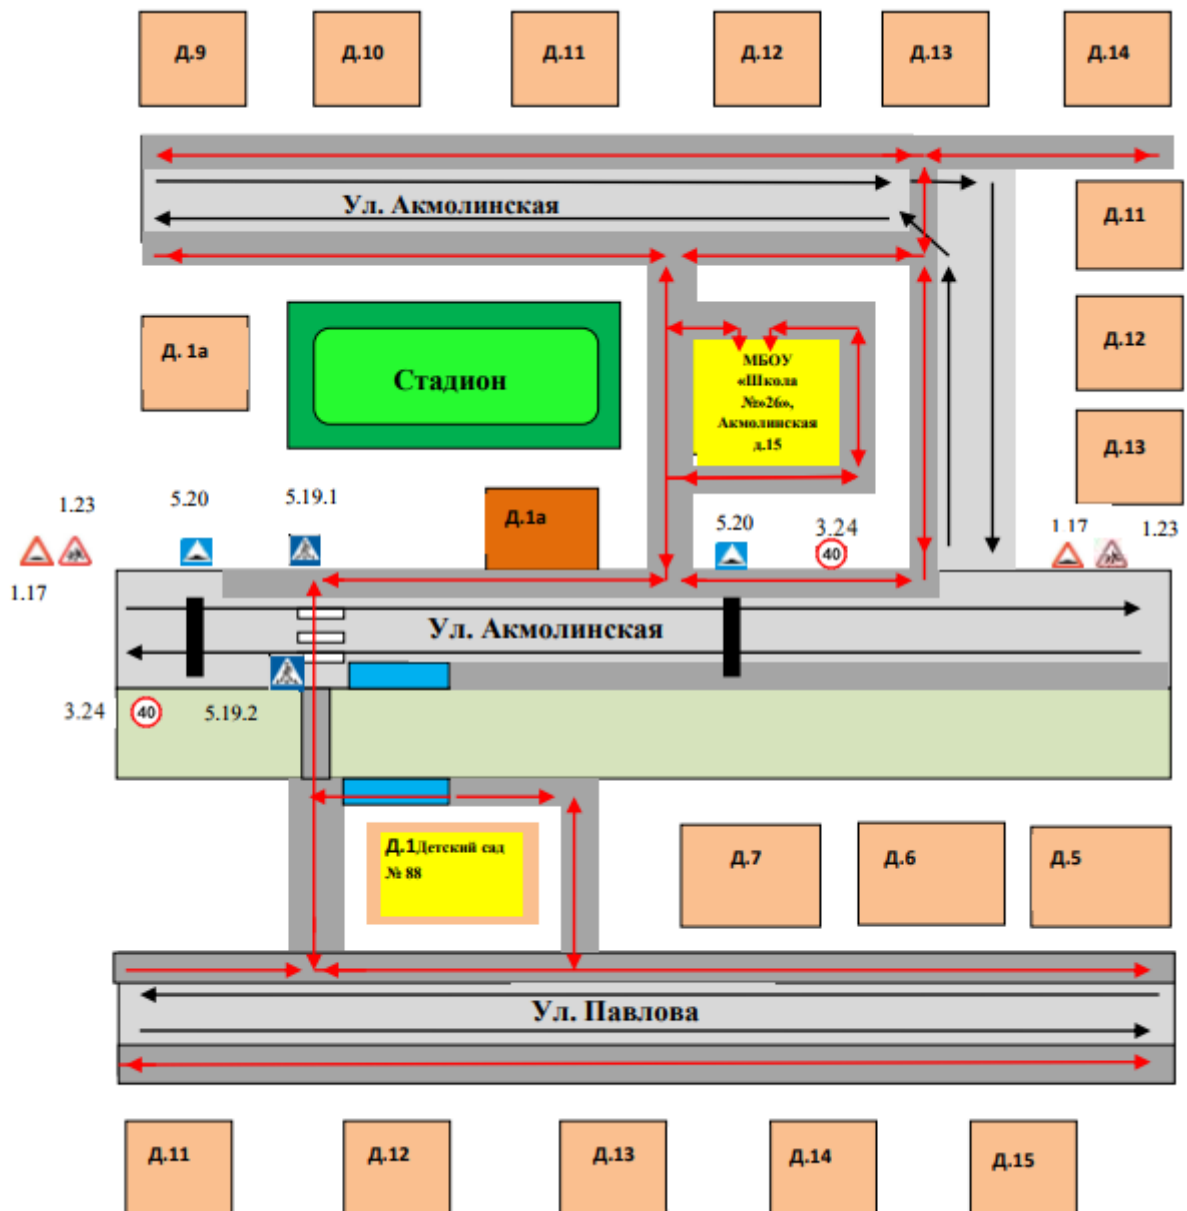 Д.9
Д.10
Д.11
Д.12
Д.13
Д.14
Ул. Акмолинская
Д.11
Д. 1а
Стадион
МБОУ
«Школа
№»26»,
Акмолинская
д.15
Д.12
Д.13
1.23
5.20
5.19.1
Д.1а
5.20
3.24
40
1 17
1.23
1.17
Ул. Акмолинская
3.24
40
5.19.2
Д.1Детский сад
№ 88
Д.7
Д.6
Д.5
Ул. Павлова
Д.11
Д.12
Д.13
Д.14
Д.15